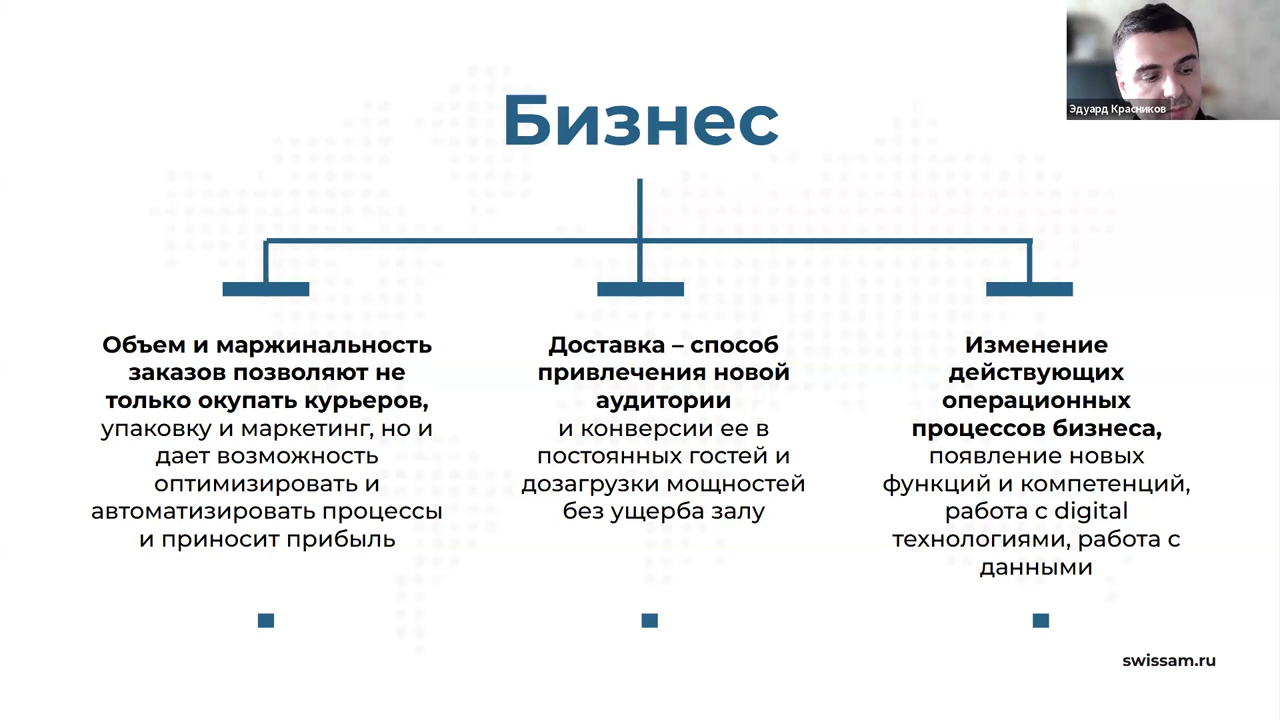 Эдуард Красников
Бизнес
Объем и маржинальность
заказов позволяют не
только окупать курьеров,
упаковку и маркетинг, но и
дает возможность
оптимизировать и
автоматизировать процессы
и приносит прибыль
Доставка – способ
привлечения новой
аудитории
и конверсии ее в
постоянных гостей и
дозагрузки мощностей
без ущерба залу
Изменение
действующих
операционных
процессов бизнеса,
появление новых
функций и компетенций,
работа с digital
технологиями, работа с
данными
swissam.ru